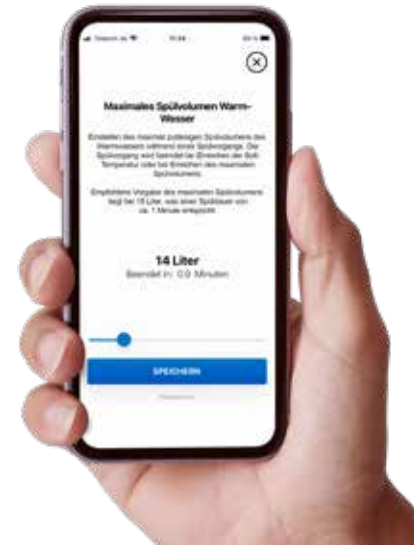 Maximales Spülvolumen Warm-
Wasser
Einstellen des maximal zulässigen Spülvolumens des
Warmwassers während eines Spülvorgangs. Der
Spülvorgang wird beendet bei Erreichen der Soll-
Temperatur oder bei Erreichen des maximalen
Spülvolumens.
Empfohlene Vorgabe des maximalen Spülvolumens
liegt bei 15 Liter, was einer Spüldauer von
ca. 1 Minute entspricht.
14 Liter
Beendet in: 0.9 Minuten
SPEICHERN